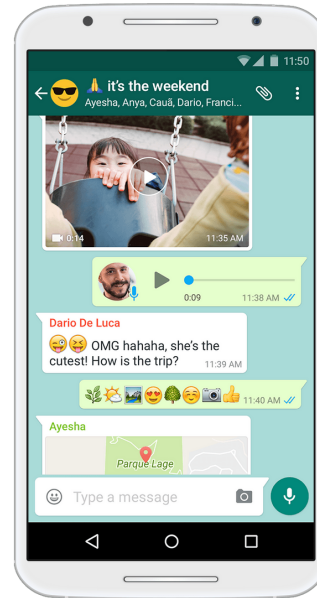 11:50
🙏 it's the weekend
Ayesha, Anya, Cauã, Dario, Franci...
0:14
11:35 AM
0:09
11:38 AM
Dario De Luca
😜😝 OMG hahaha, she's the
cutest! How is the trip?
11:39 AM
🌿🌤🏞😍🌳☺️📷👍 11:40 AM
Ayesha
Parque Lage
Type a message